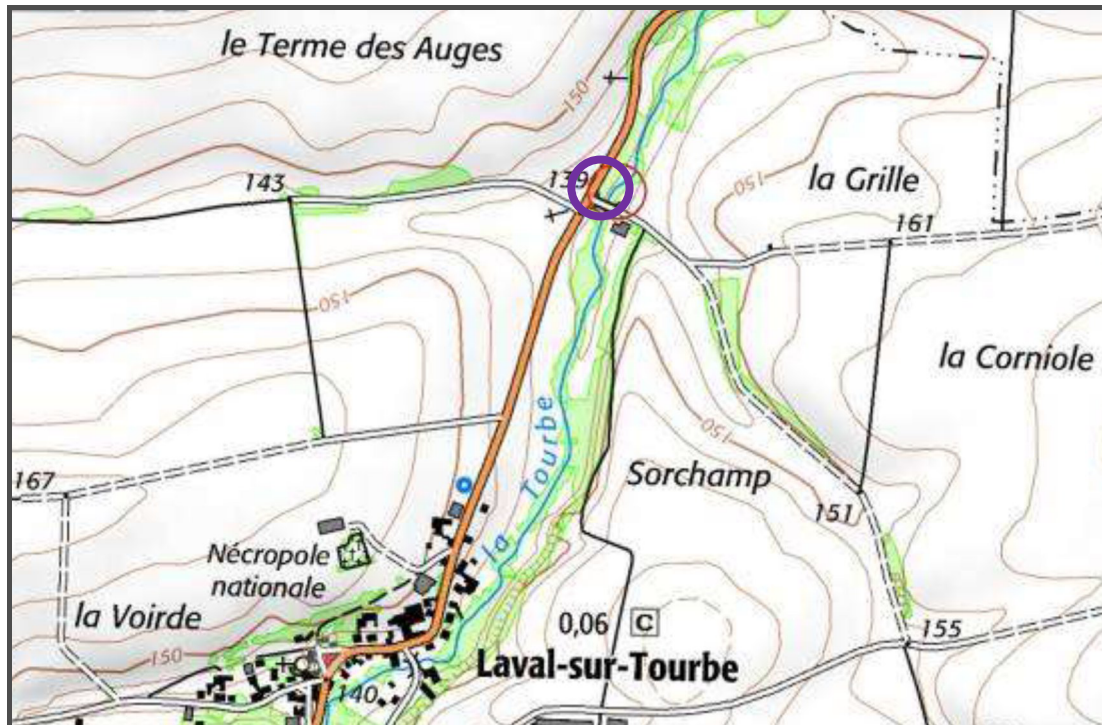 le Terme des Auges
150
143
139
150
la Grille
161
150
la Corniole
la Tourbe
150
Sorchamp
167
151
Nécropole
nationale
la Voirde
0,06 C
155
150
Laval-sur-Tourbe
140